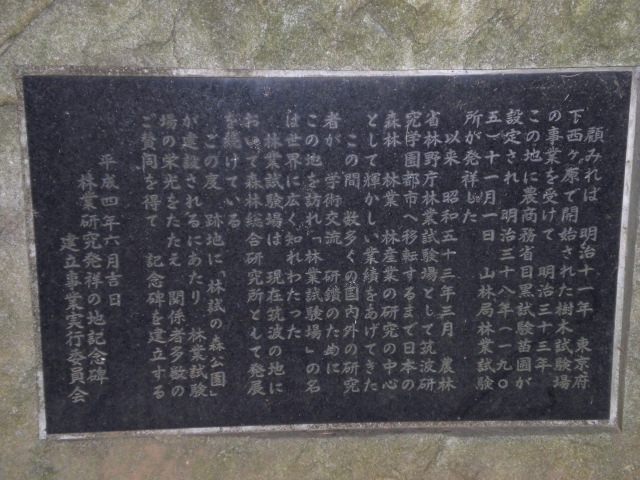 顧みれば 明治十一年 東京府
下西ヶ原で開始された樹木試験場
の事業を受けて 明治三十三年
この地に農商務省目黒試験苗圃が
設定され 明治三十八年(一九〇
五)十一月一日 山林局林業試験
所が発祥した
以来 昭和五十三年三月 農林
省林野庁林業試験場として筑波研
究学園都市へ移転するまで日本の
森林 林業 林産業の研究の中心
として輝かしい業績をあげてきた
この間 数多くの国内外の研究
者が 学術交流 研鑽のために
この地を訪れ「林業試験場」の名
は世界に広く知れわたった
林業試験場は 現在筑波の地に
おいて森林総合研究所として発展
を続けている
この度 跡地に「林試の森公園」
が建設されるにあたり 林業試験
場の栄光をたたえ 関係者多数の
ご賛同を得て 記念碑を建立する
平成四年六月吉日
林業研究発祥の地記念碑
建立事業実行委員会